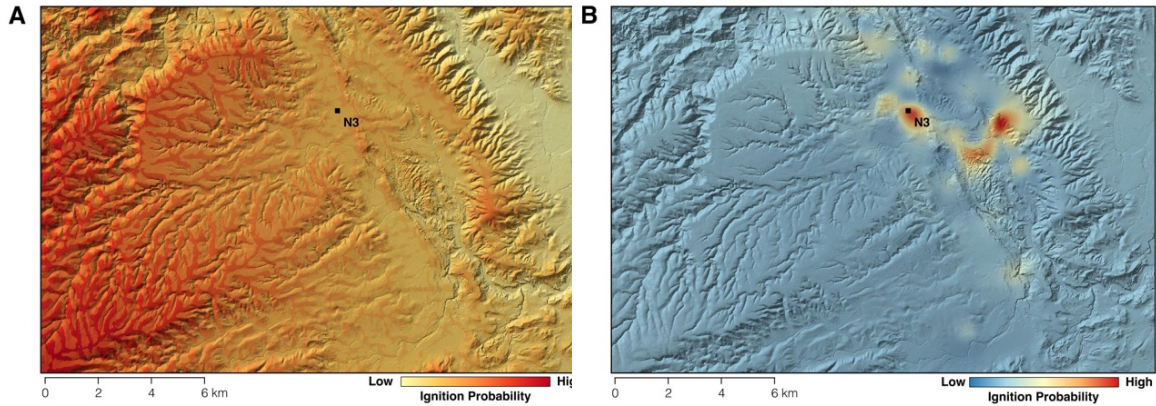 A
B
N3
N3
0 2 4 6 km
Low Hig
Ignition Probability
0 2 4 6 km
Low High
Ignition Probability